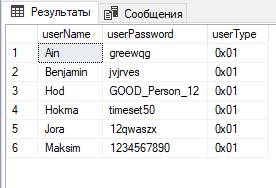 Результаты Сообщения
userName userPassword userType
1 Ain greewqg 0x01
2 Benjamin jvjrves 0x01
3 Hod GOOD_Person_12 0x01
4 Hokma timeset50 0x01
5 Jora 12qwaszx 0x01
6 Maksim 1234567890 0x01